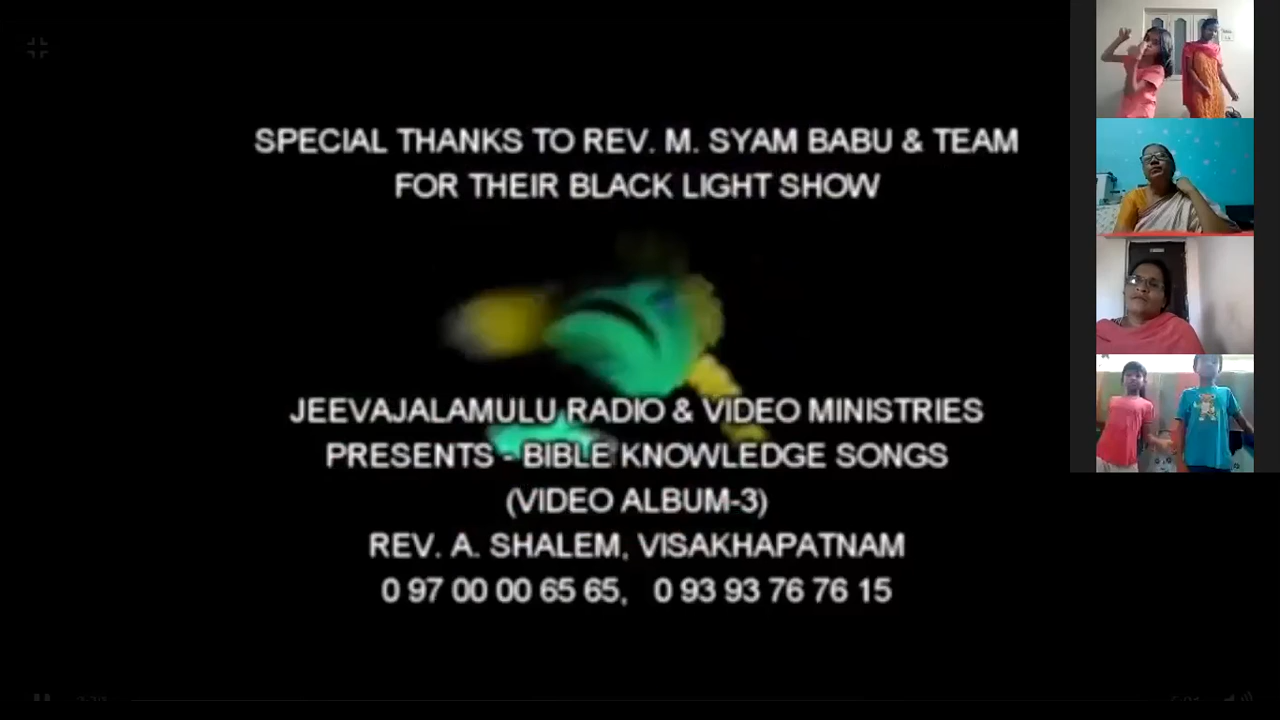 SPECIAL THANKS TO REV. M. SYAM BABU & TEAM
FOR THEIR BLACK LIGHT SHOW
JEEVAJALAMULU RADIO & VIDEO MINISTRIES
PRESENTS - BIBLE KNOWLEDGE SONGS
(VIDEO ALBUM-3)
REV. A. SHALEM, VISAKHAPATNAM
0 97 00 00 65 65, 0 93 93 76 76 15